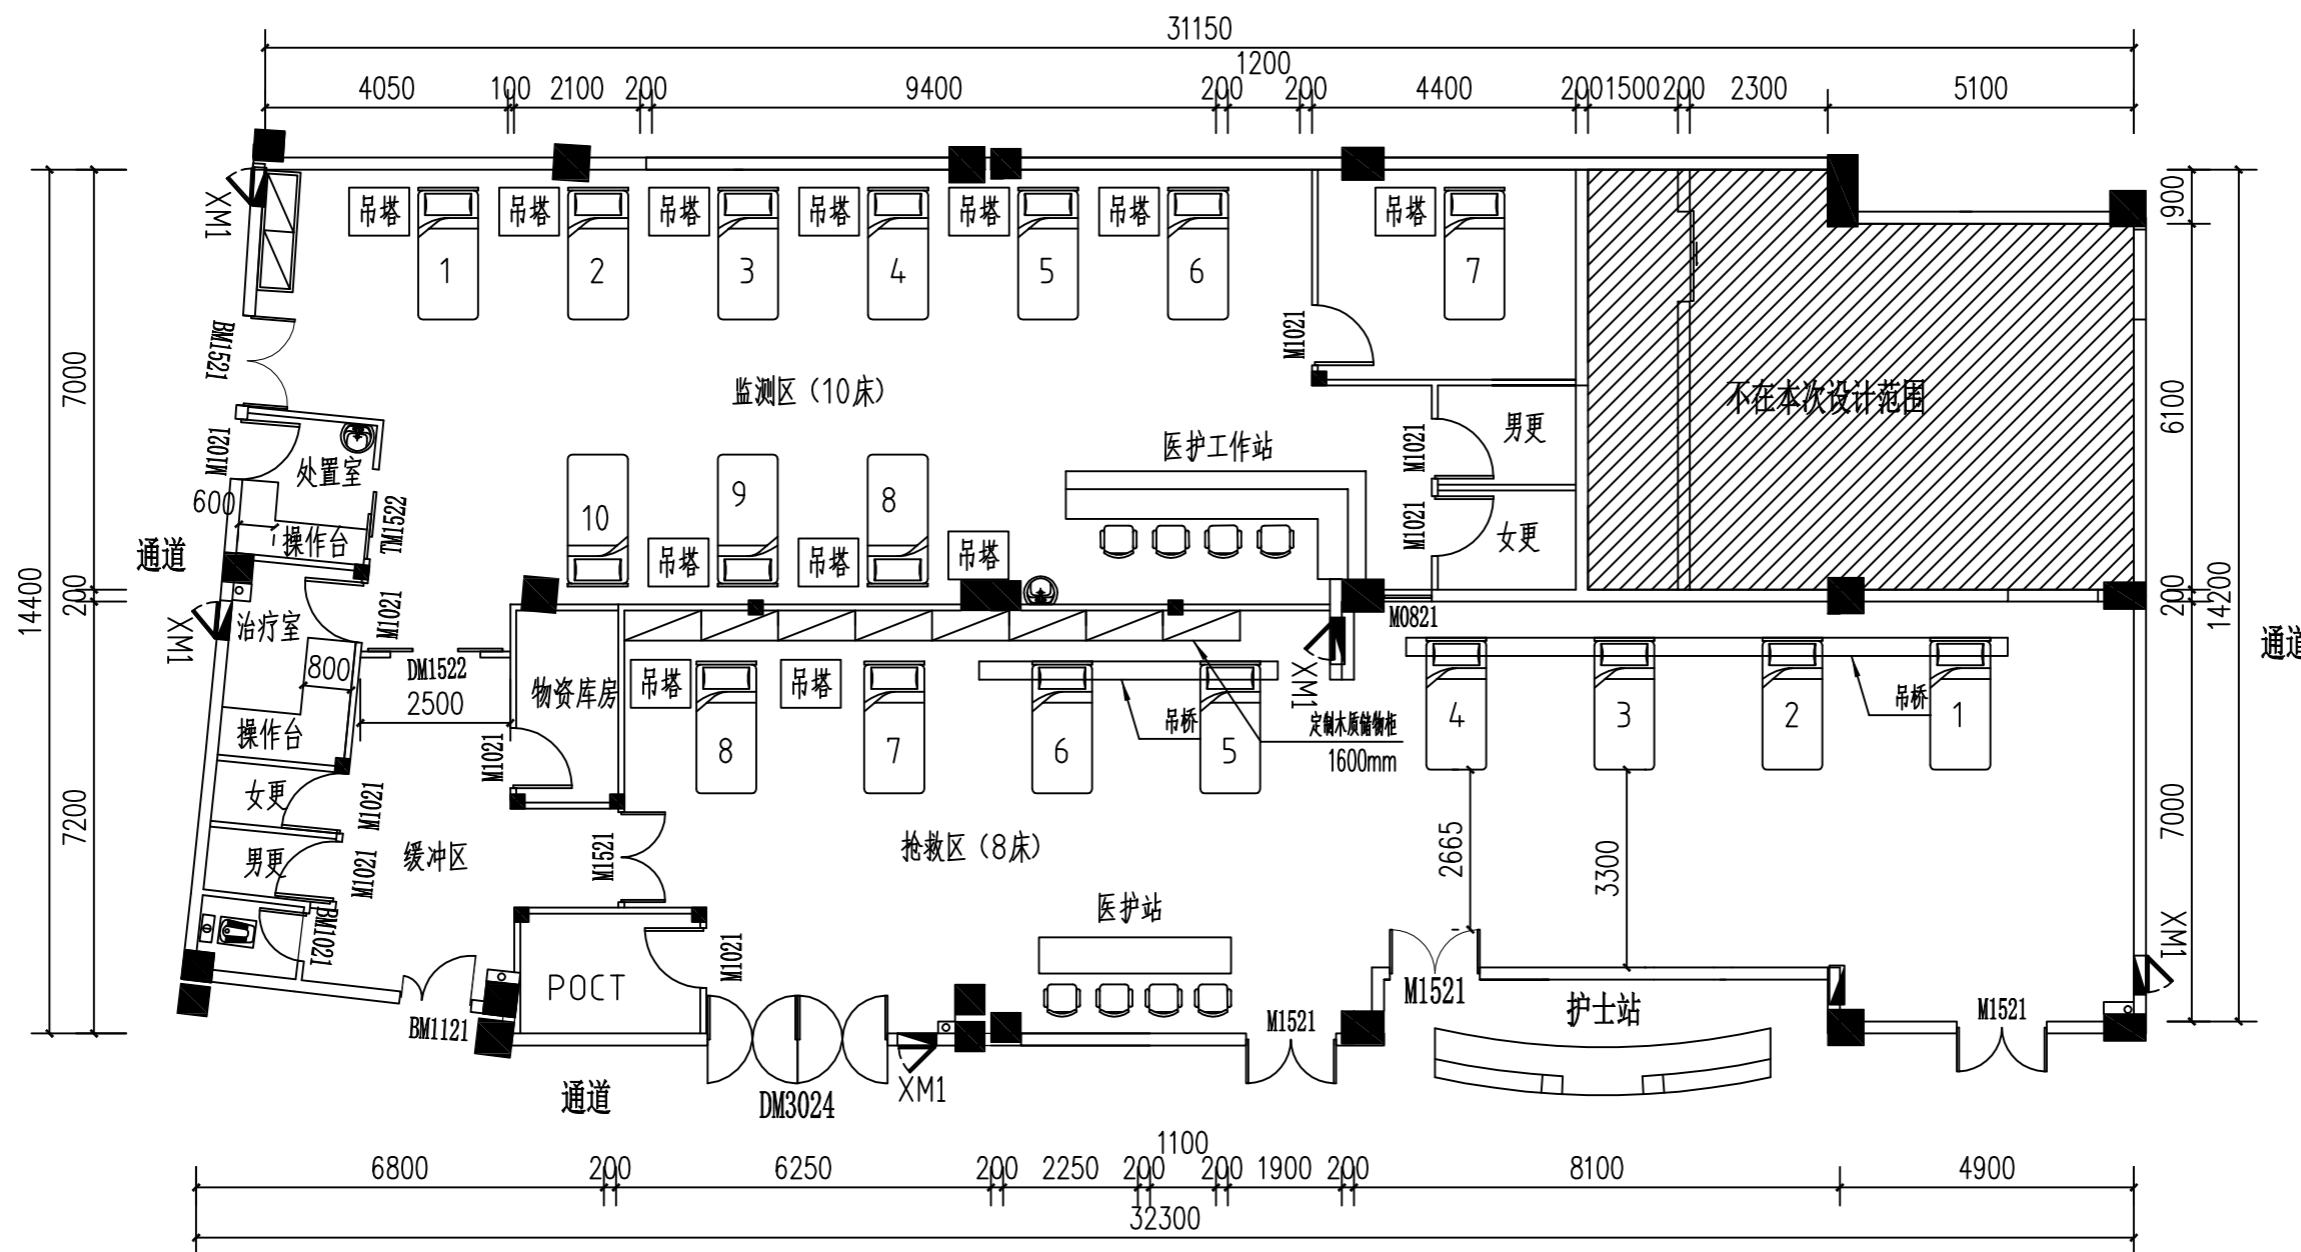 31150
1200
4050 100 2100 200 9400 200 200 4400 200 1500 200 2300 5100
XM1
吊塔 吊塔 吊塔 吊塔 吊塔 吊塔 吊塔
1 2 3 4 5 6 7
900
BM1521
M1021
7000
监测区（10床）
不在本次设计范围
6100
M1021
处置室
600
操作台
TM1522
医护工作站
M1021
男更
M1021
女更
10 9 8
吊塔 吊塔 吊塔
通道
14400
200
200
14200
通道
XM1
治疗室
M1021
800
操作台
DM1522
2500
物资库房
M1021
吊塔 吊塔
8 7 6 5
吊桥
定制木质储物柜
1600mm
XM1
M0821
4 3 2 1
吊桥
7200
女更
M1021
男更
M1021
缓冲区
M1521
抢救区（8床）
2665
3300
7000
医护站
BM1021
POCT
M1021
M1521
护士站
XM1
BM1121
M1521
M1521
通道
DM3024
XM1
1100
6800 200 6250 200 2250 200 200 1900 200 8100 4900
32300